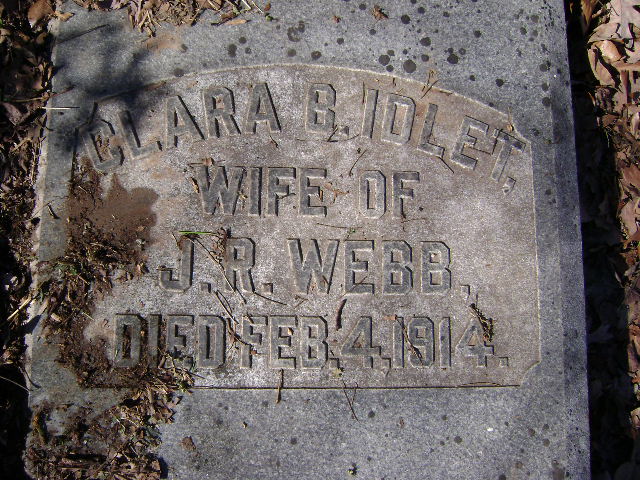 CLARA B. IDLET,
WIFE OF
J. R. WEBB,
DIED FEB. 4, 1914.